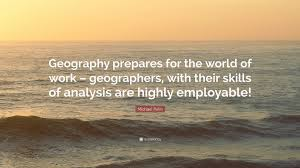 Geography prepares for the world of
work – geographers, with their skills
of analysis are highly employable!
Michael Palin